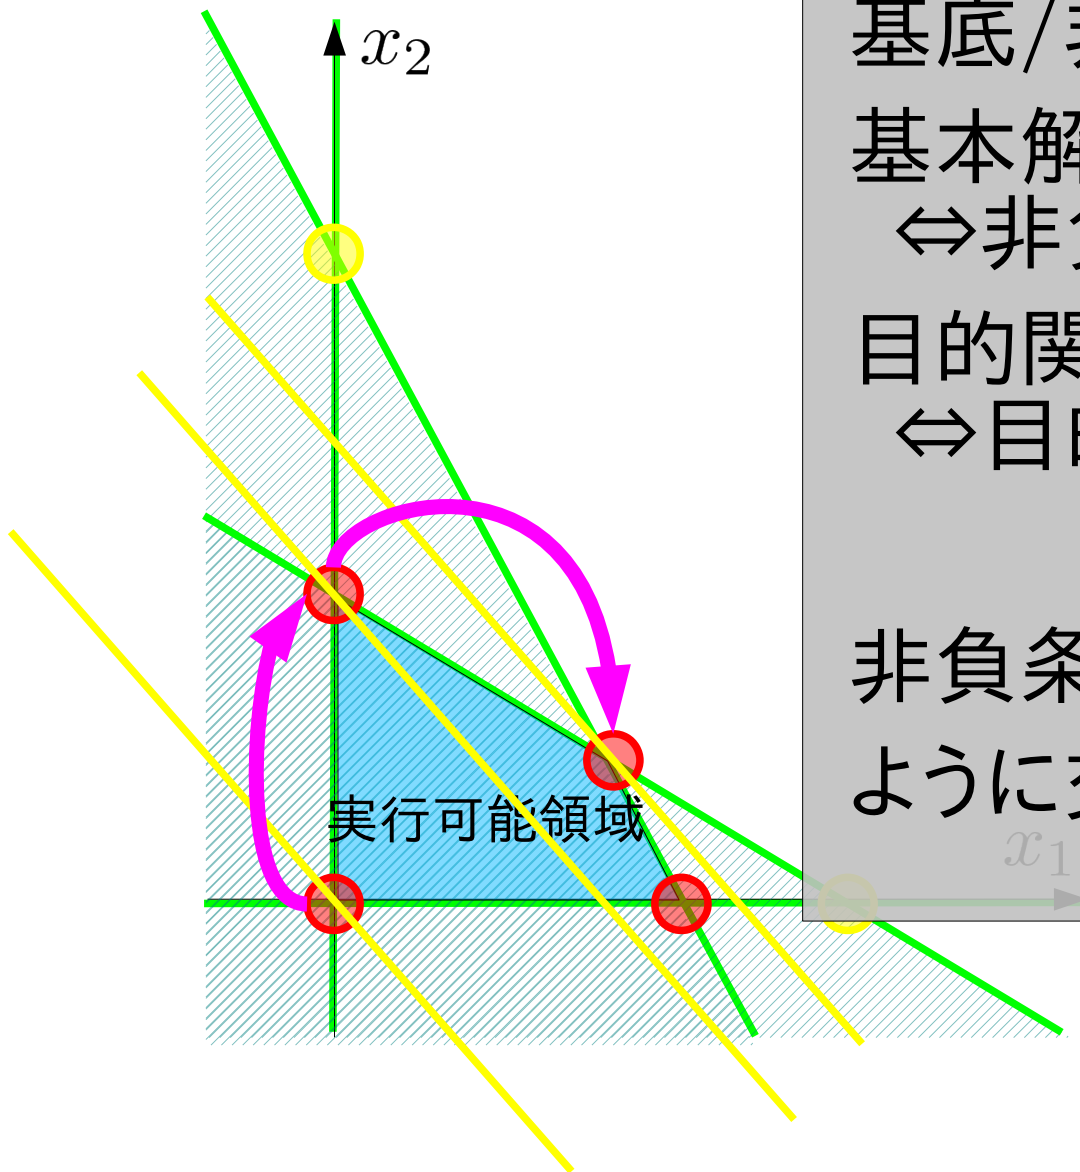 x₂
基底/
基本解
⇔非
目的関
⇔目
非負条
ように
実行可能領域
x₁